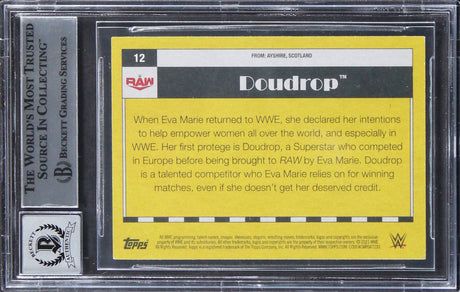 THE WORLD'S MOST TRUSTED
SOURCE IN COLLECTING™
BECKETT GRADING SERVICES
BECKETT
12
FROM: AYRSHIRE, SCOTLAND
RAW
Doudrop™
When Eva Marie returned to WWE, she declared her intentions
to help empower women all over the world, and especially in
WWE. Her first protege is Doudrop, a Superstar who competed
in Europe before being brought to RAW by Eva Marie. Doudrop
is a talented competitor who Eva Marie relies on for winning
matches, even if she doesn't get her deserved credit.
Topps
W